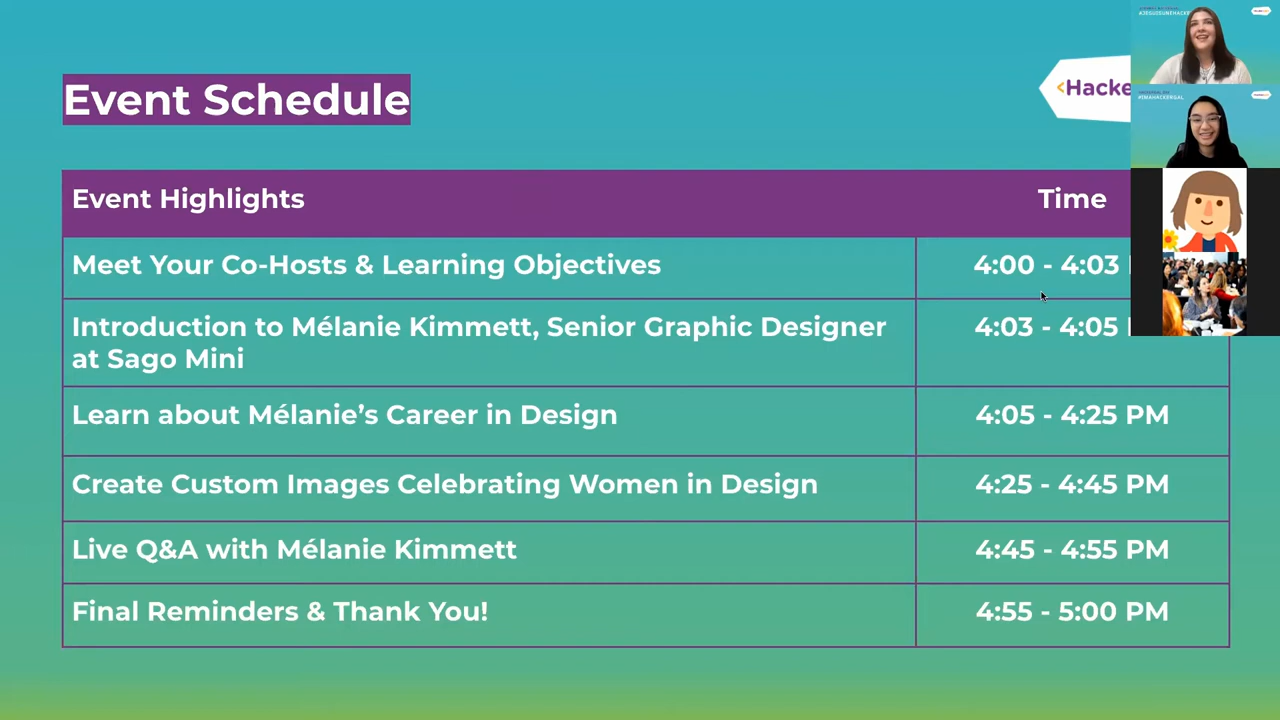 Event Schedule
<Hacke
#IMAHACKERGAL
Event Highlights Time
Meet Your Co-Hosts & Learning Objectives 4:00 - 4:03
Introduction to Mélanie Kimmett, Senior Graphic Designer 4:03 - 4:05
at Sago Mini
Learn about Mélanie’s Career in Design 4:05 - 4:25 PM
Create Custom Images Celebrating Women in Design 4:25 - 4:45 PM
Live Q&A with Mélanie Kimmett 4:45 - 4:55 PM
Final Reminders & Thank You! 4:55 - 5:00 PM